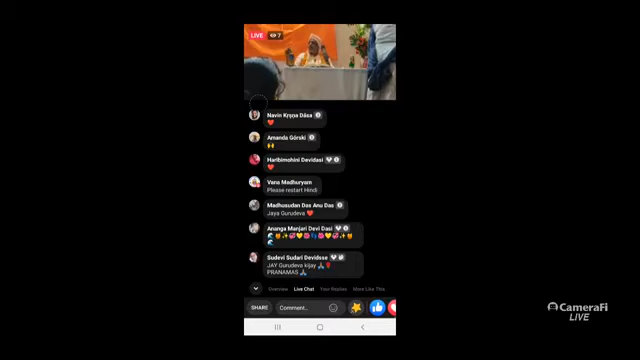 LIVE
7
Navin Krsna Dāsa
Amanda Górski
Haribimohini Devidasi
Vana Madhuryam
Please restart Hindi
Madhusudan Das Anu Das
Jaya Gurudeva ❤️
Ananga Manjari Devi Dasi
Sudevi Sudari Devidsse
JAY Gurudeva kijay 🙏🌹
PRANAMAS 🙏
Overview Live Chat Your Replies More Like This
SHARE Comment...
CameraFi
LIVE